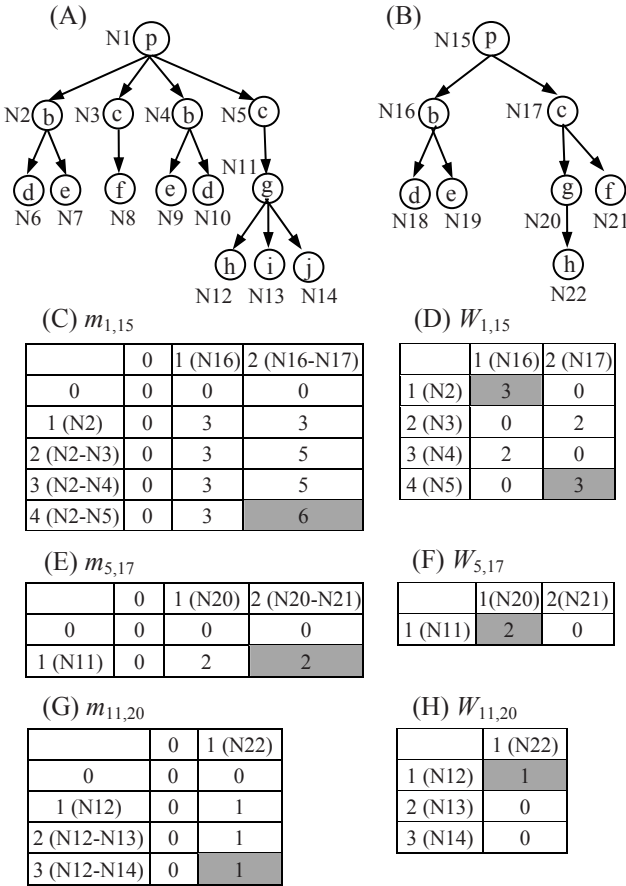 (A)
(B)
N1 p
N15 p
N2 b N3 c N4 b N5 c
N16 b N17 c
N11
d e f e d g
d e g f
N6 N7 N8 N9 N10
N18 N19 N20 N21
h i j
h
N12 N13 N14
N22
(C) m1,15
0 1 (N16) 2 (N16-N17)
0 0 0 0
1 (N2) 0 3 3
2 (N2-N3) 0 3 5
3 (N2-N4) 0 3 5
4 (N2-N5) 0 3 6
(D) W1,15
1 (N16) 2 (N17)
1 (N2) 3 0
2 (N3) 0 2
3 (N4) 2 0
4 (N5) 0 3
(E) m5,17
0 1 (N20) 2 (N20-N21)
0 0 0 0
1 (N11) 0 2 2
(F) W5,17
1(N20) 2(N21)
1 (N11) 2 0
(G) m11,20
0 1 (N22)
0 0 0
1 (N12) 0 1
2 (N12-N13) 0 1
3 (N12-N14) 0 1
(H) W11,20
1 (N22)
1 (N12) 1
2 (N13) 0
3 (N14) 0